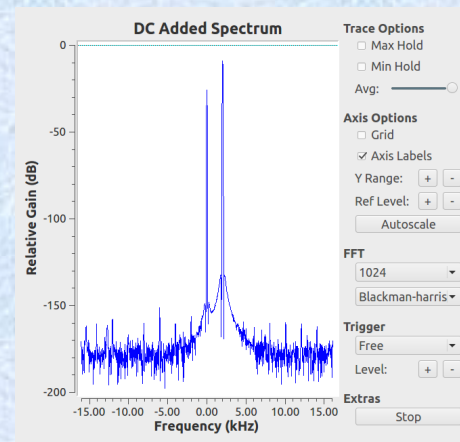 DC Added Spectrum
0
-50
-100
-150
-200
Relative Gain (dB)
-15.00 -10.00 -5.00 0.00 5.00 10.00 15.00
Frequency (kHz)
Trace Options
Max Hold
Min Hold
Avg:
Axis Options
Grid
Axis Labels
Y Range: + -
Ref Level: + -
Autoscale
FFT
1024
Blackman-harris
Trigger
Free
Level: + -
Extras
Stop